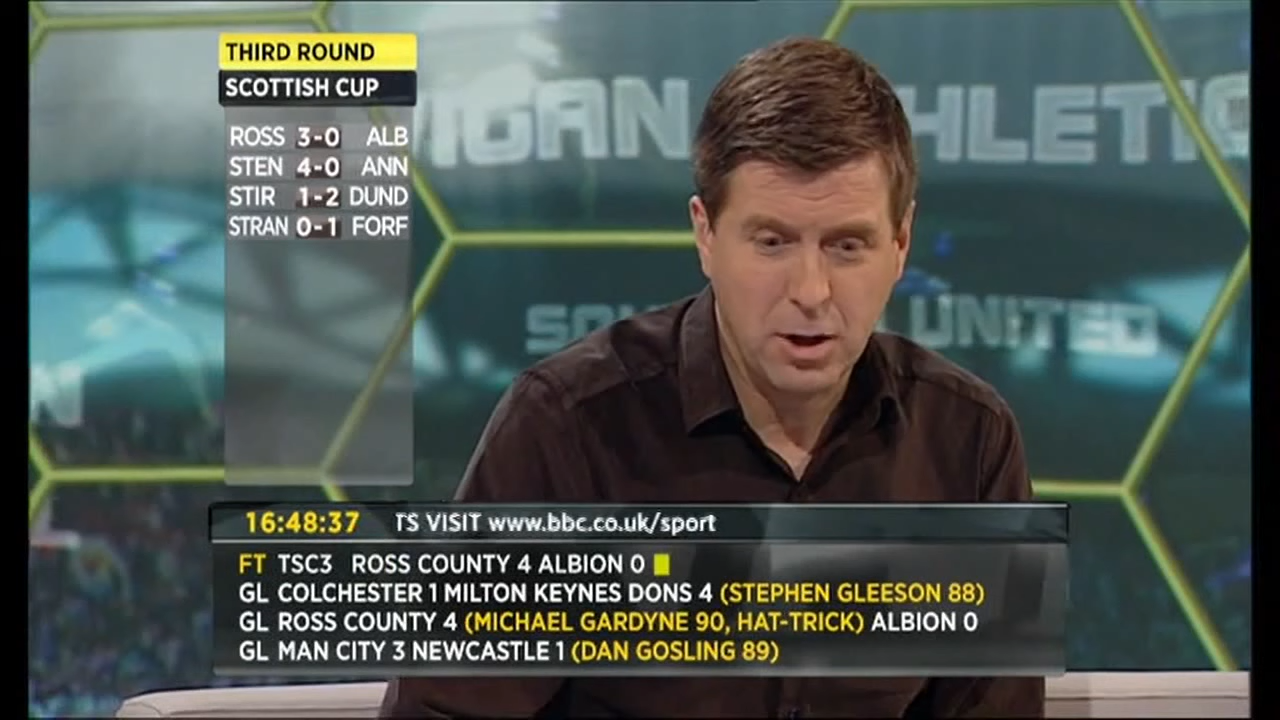 THIRD ROUND
SCOTTISH CUP
ROSS 3-0 ALB
STEN 4-0 ANN
STIR 1-2 DUND
STRAN 0-1 FORF
WIGAN ATHLETIC
UNITED
16:48:37 TS VISIT www.bbc.co.uk/sport
FT TSC3 ROSS COUNTY 4 ALBION 0
GL COLCHESTER 1 MILTON KEYNES DONS 4 (STEPHEN GLEESON 88)
GL ROSS COUNTY 4 (MICHAEL GARDYNE 90, HAT-TRICK) ALBION 0
GL MAN CITY 3 NEWCASTLE 1 (DAN GOSLING 89)